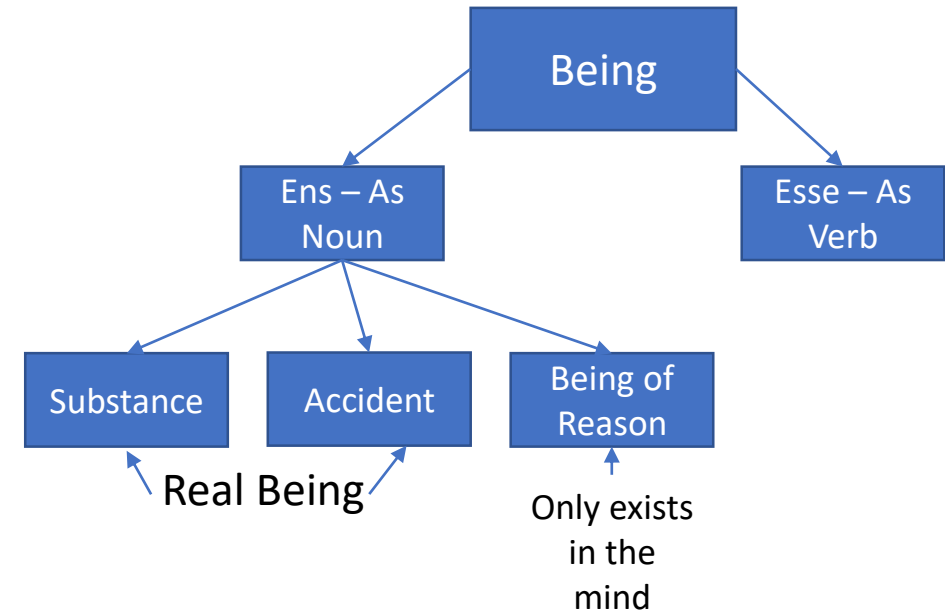 Being
Ens – As
Noun
Esse – As
Verb
Substance
Accident
Being of
Reason
Real Being
Only exists
in the
mind